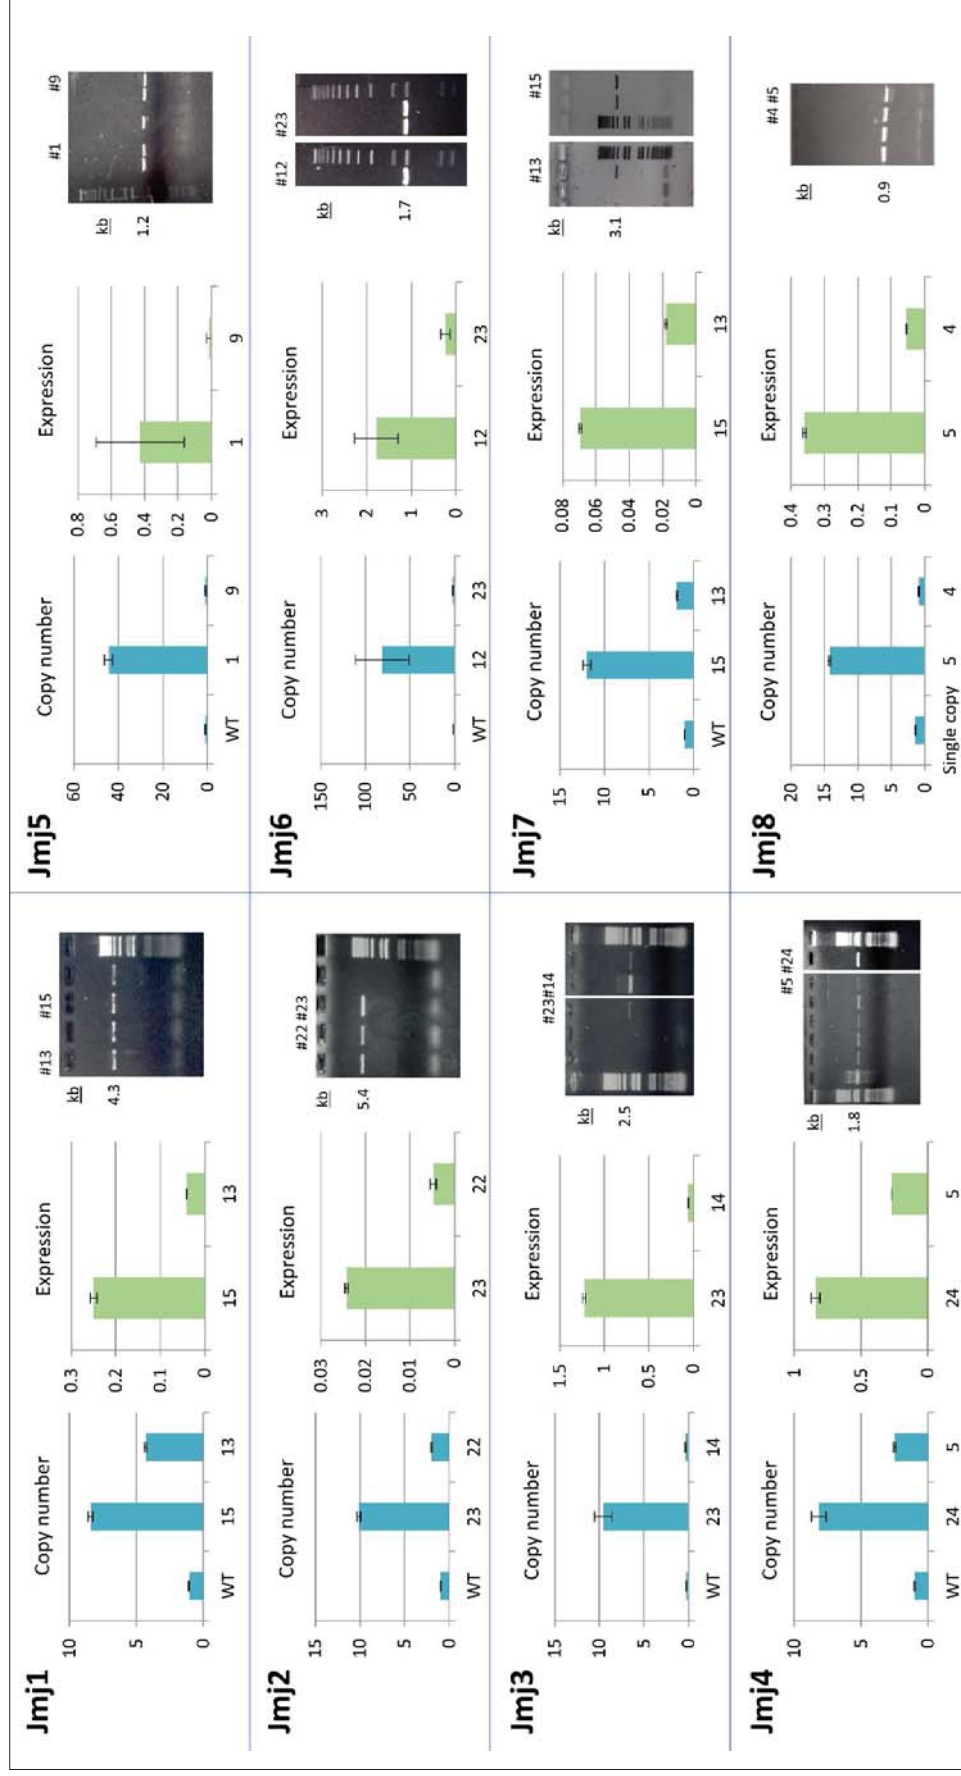 Jmj1
Copy number
10
5
0
WT 15 13
Expression
0.3
0.2
0.1
0
15 13
#13 #15
kb
4.3
Jmj2
Copy number
15
10
5
0
WT 23 22
Expression
0.03
0.02
0.01
0
23 22
#22 #23
kb
5.4
Jmj3
Copy number
15
10
5
0
WT 23 14
Expression
1.5
1
0.5
0
23 14
#23#14
kb
2.5
Jmj4
Copy number
10
5
0
WT 24 5
Expression
1
0.5
0
24 5
#5 #24
kb
1.8
Jmj5
Copy number
60
40
20
0
WT 1 9
Expression
0.8
0.6
0.4
0.2
0
1 9
#1 #9
kb
1.2
Jmj6
Copy number
150
100
50
0
WT 12 23
Expression
3
2
1
0
12 23
#12 #23
kb
1.7
Jmj7
Copy number
15
10
5
0
WT 15 13
Expression
0.08
0.06
0.04
0.02
0
15 13
#13 #15
kb
3.1
Jmj8
Copy number
20
15
10
5
0
Single copy 5 4
Expression
0.4
0.3
0.2
0.1
0
5 4
#4 #5
kb
0.9